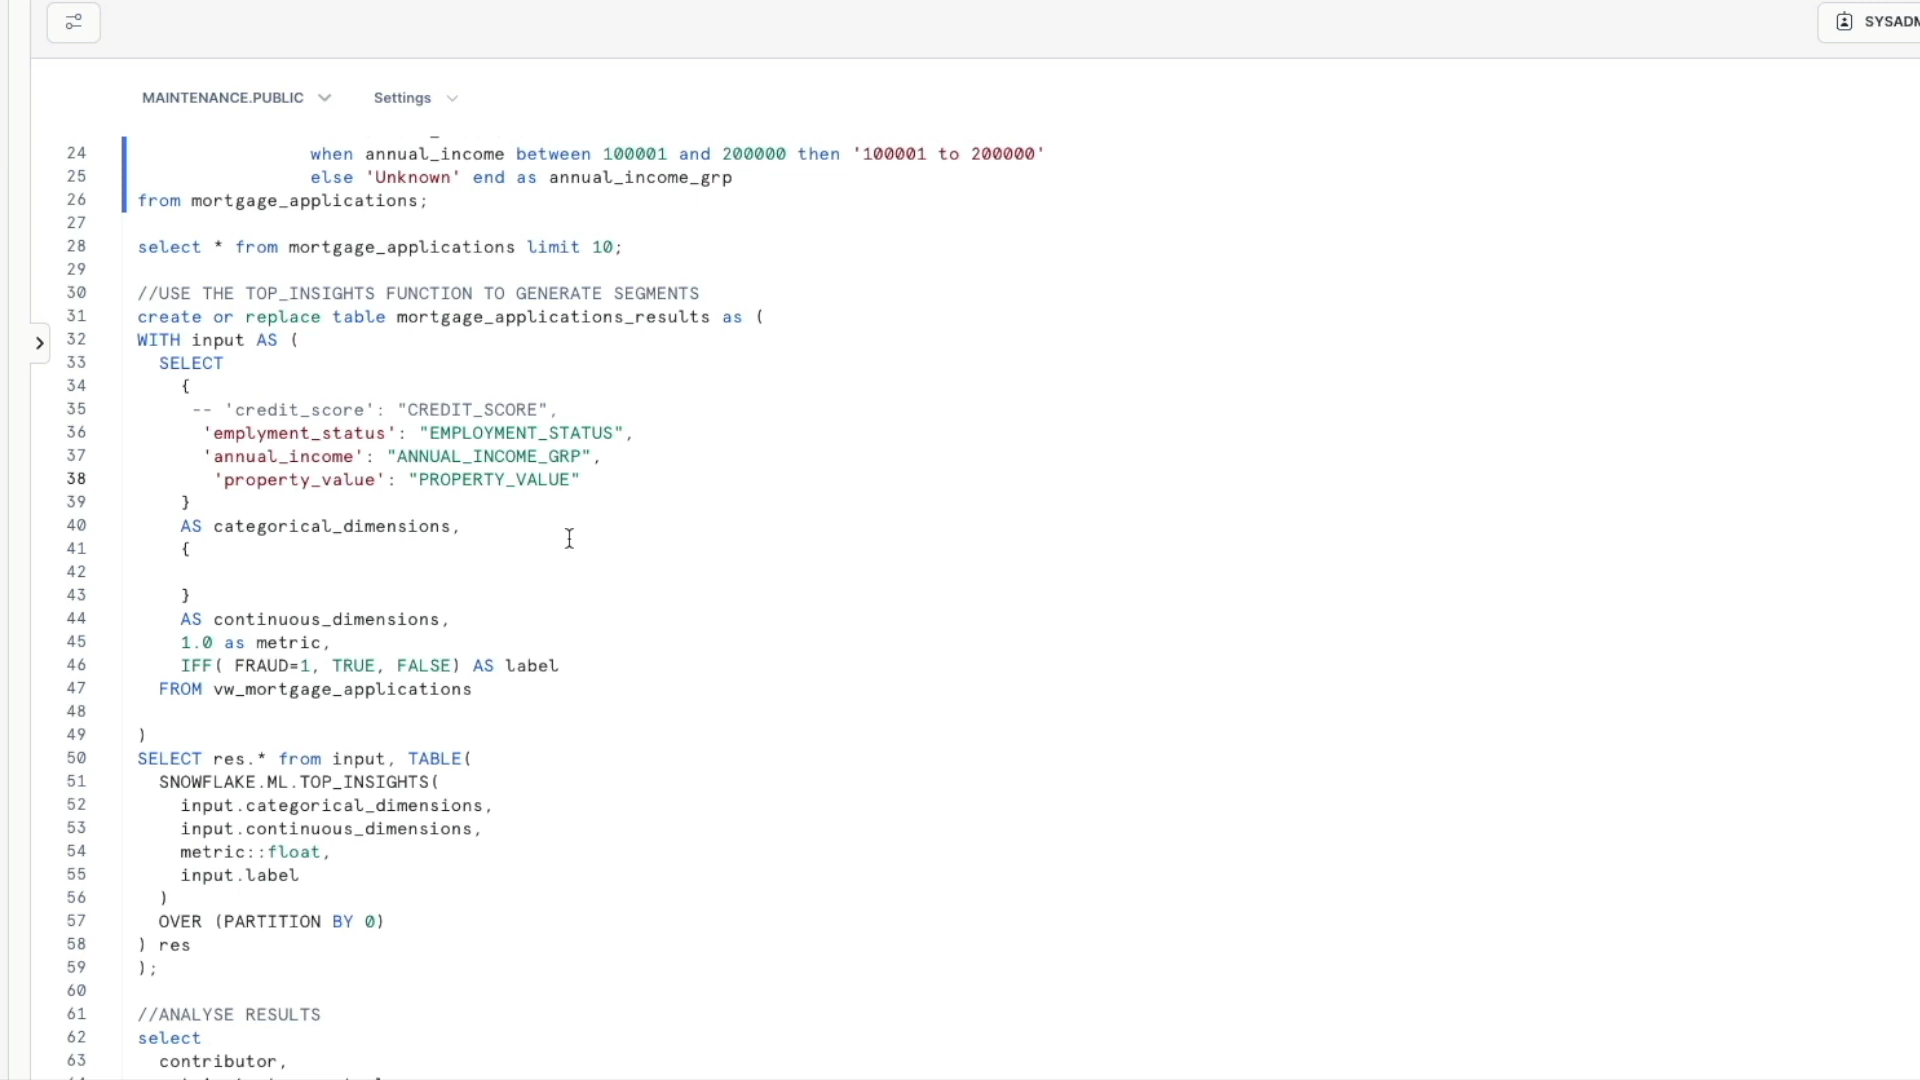 SYSADM
MAINTENANCE.PUBLIC Settings
24 when annual_income between 100001 and 200000 then '100001 to 200000'
25 else 'Unknown' end as annual_income_grp
26 from mortgage_applications;
27
28 select * from mortgage_applications limit 10;
29
30 //USE THE TOP_INSIGHTS FUNCTION TO GENERATE SEGMENTS
31 create or replace table mortgage_applications_results as (
32 WITH input AS (
33 SELECT
34 {
35 -- 'credit_score': "CREDIT_SCORE",
36 'emplyment_status': "EMPLOYMENT_STATUS",
37 'annual_income': "ANNUAL_INCOME_GRP",
38 'property_value': "PROPERTY_VALUE"
39 }
40 AS categorical_dimensions,
41 {
42
43 }
44 AS continuous_dimensions,
45 1.0 as metric,
46 IFF( FRAUD=1, TRUE, FALSE) AS label
47 FROM vw_mortgage_applications
48
49 )
50 SELECT res.* from input, TABLE(
51 SNOWFLAKE.ML.TOP_INSIGHTS(
52 input.categorical_dimensions,
53 input.continuous_dimensions,
54 metric::float,
55 input.label
56 )
57 OVER (PARTITION BY 0)
58 ) res
59 );
60
61 //ANALYSE RESULTS
62 select
63 contributor,